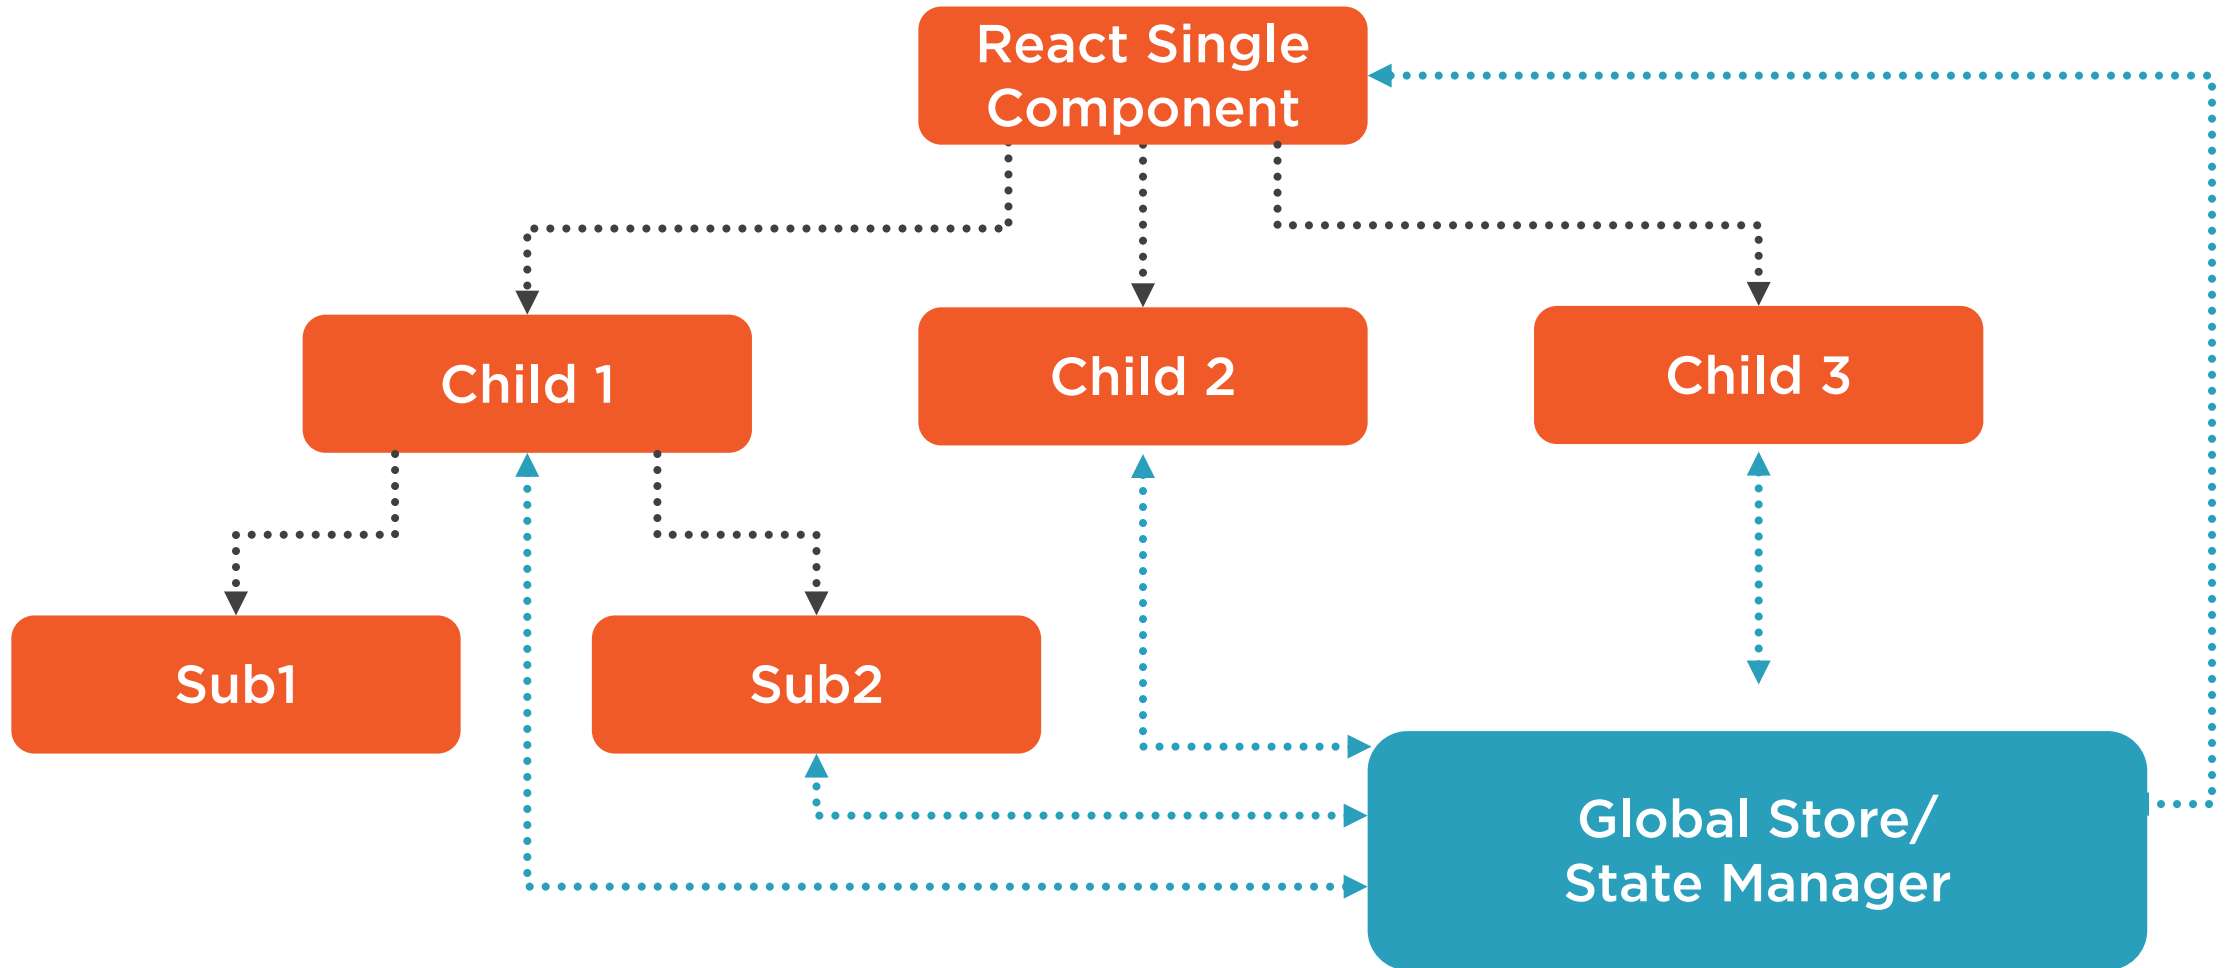 React Single
Component
Child 1
Child 2
Child 3
Sub1
Sub2
Global Store/
State Manager